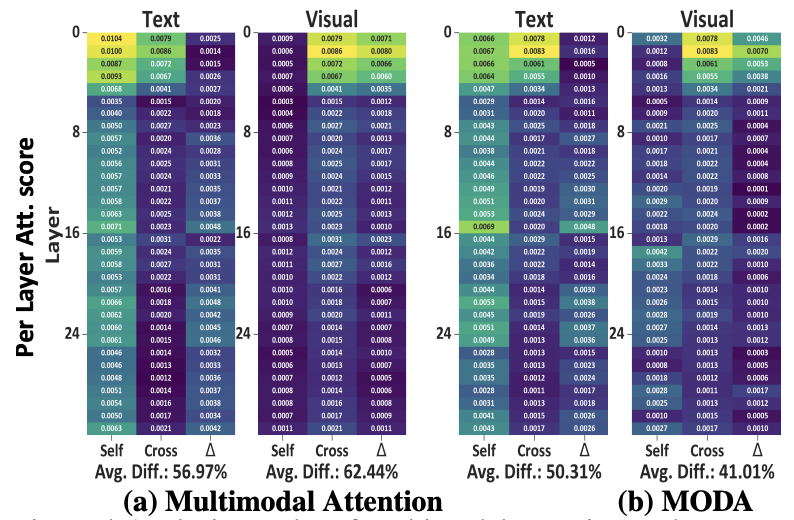 Text Visual Text Visual
0 0.0104 0.0079 0.0025 0 0.0009 0.0079 0.0071 0 0.0066 0.0078 0.0012 0 0.0032 0.0078 0.0046
0.0100 0.0086 0.0014 0.0006 0.0086 0.0080 0.0067 0.0083 0.0016 0.0012 0.0083 0.0070
0.0087 0.0072 0.0015 0.0005 0.0072 0.0066 0.0066 0.0061 0.0005 0.0008 0.0061 0.0053
0.0093 0.0067 0.0026 0.0007 0.0067 0.0060 0.0064 0.0055 0.0010 0.0016 0.0055 0.0038
0.0068 0.0041 0.0027 0.0006 0.0041 0.0035 0.0047 0.0034 0.0013 0.0013 0.0034 0.0021
0.0035 0.0015 0.0020 0.0003 0.0015 0.0012 0.0029 0.0014 0.0016 0.0005 0.0014 0.0009
0.0040 0.0022 0.0018 0.0004 0.0022 0.0018 0.0031 0.0020 0.0011 0.0009 0.0020 0.0011
0.0050 0.0027 0.0023 0.0006 0.0027 0.0021 0.0043 0.0025 0.0018 0.0021 0.0025 0.0004
8 0.0057 0.0020 0.0036 8 0.0007 0.0020 0.0013 8 0.0044 0.0017 0.0027 8 0.0010 0.0017 0.0007
0.0052 0.0024 0.0028 0.0006 0.0024 0.0017 0.0038 0.0021 0.0018 0.0017 0.0021 0.0004
0.0056 0.0025 0.0031 0.0008 0.0025 0.0017 0.0044 0.0022 0.0022 0.0018 0.0022 0.0004
0.0057 0.0024 0.0033 0.0009 0.0024 0.0015 0.0046 0.0022 0.0025 0.0014 0.0022 0.0008
0.0057 0.0021 0.0035 0.0010 0.0021 0.0012 0.0049 0.0019 0.0030 0.0020 0.0019 0.0001
0.0058 0.0022 0.0037 0.0011 0.0022 0.0011 0.0051 0.0020 0.0031 0.0029 0.0020 0.0009
0.0063 0.0025 0.0038 0.0012 0.0025 0.0013 0.0053 0.0024 0.0029 0.0022 0.0024 0.0002
0.0071 0.0023 0.0048 0.0012 0.0023 0.0010 0.0069 0.0020 0.0048 0.0018 0.0020 0.0002
16 0.0053 0.0031 0.0022 16 0.0008 0.0031 0.0023 16 0.0044 0.0029 0.0015 16 0.0013 0.0029 0.0016
0.0059 0.0024 0.0035 0.0012 0.0024 0.0011 0.0042 0.0022 0.0019 0.0042 0.0022 0.0020
0.0058 0.0027 0.0031 0.0011 0.0027 0.0016 0.0036 0.0022 0.0014 0.0033 0.0022 0.0010
0.0053 0.0022 0.0031 0.0010 0.0022 0.0012 0.0034 0.0018 0.0016 0.0024 0.0018 0.0006
0.0057 0.0016 0.0041 0.0010 0.0016 0.0006 0.0044 0.0014 0.0030 0.0023 0.0014 0.0010
0.0066 0.0018 0.0048 0.0010 0.0018 0.0007 0.0053 0.0015 0.0038 0.0026 0.0015 0.0010
0.0062 0.0020 0.0042 0.0009 0.0020 0.0011 0.0045 0.0017 0.0028 0.0028 0.0017 0.0010
0.0060 0.0014 0.0045 0.0007 0.0014 0.0007 0.0051 0.0014 0.0037 0.0027 0.0014 0.0013
24 0.0061 0.0015 0.0046 24 0.0007 0.0015 0.0008 24 0.0049 0.0013 0.0036 24 0.0025 0.0013 0.0012
0.0046 0.0014 0.0032 0.0005 0.0014 0.0010 0.0028 0.0013 0.0015 0.0010 0.0013 0.0003
0.0046 0.0013 0.0033 0.0006 0.0013 0.0007 0.0035 0.0013 0.0023 0.0008 0.0013 0.0005
0.0048 0.0012 0.0036 0.0007 0.0012 0.0005 0.0035 0.0012 0.0024 0.0018 0.0012 0.0006
0.0051 0.0014 0.0037 0.0008 0.0014 0.0006 0.0028 0.0011 0.0017 0.0028 0.0011 0.0017
0.0054 0.0016 0.0038 0.0008 0.0016 0.0008 0.0031 0.0013 0.0018 0.0025 0.0013 0.0012
0.0050 0.0017 0.0034 0.0007 0.0017 0.0009 0.0041 0.0015 0.0026 0.0010 0.0015 0.0005
0.0063 0.0021 0.0042 0.0011 0.0021 0.0011 0.0043 0.0017 0.0026 0.0027 0.0017 0.0010
Per Layer Att. score
Layer
Self Cross Δ Self Cross Δ Self Cross Δ Self Cross Δ
Avg. Diff.: 56.97% Avg. Diff.: 62.44% Avg. Diff.: 50.31% Avg. Diff.: 41.01%
(a) Multimodal Attention (b) MODA